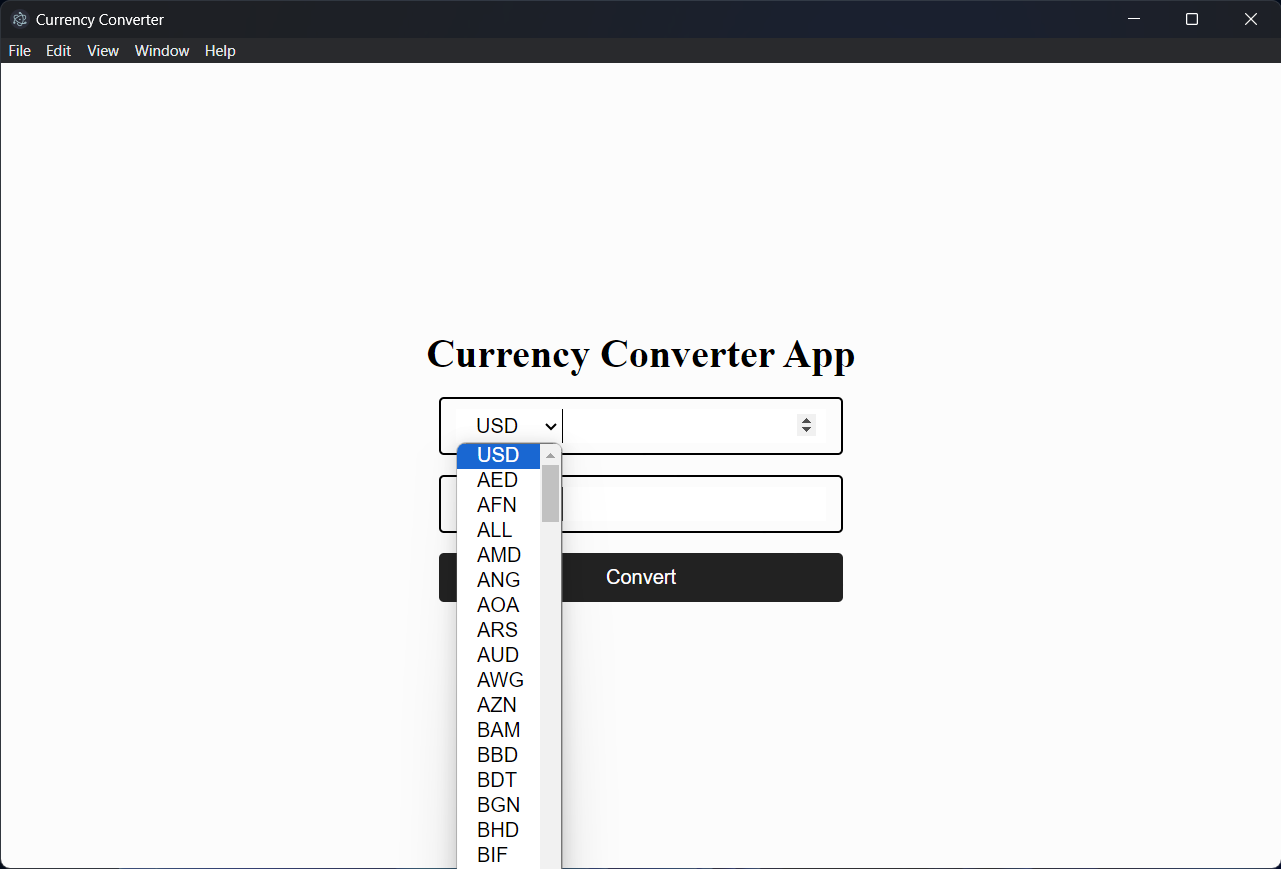 Currency Converter
File Edit View Window Help
Currency Converter App
USD
USD
AED
AFN
ALL
AMD
ANG
AOA
ARS
AUD
AWG
AZN
BAM
BBD
BDT
BGN
BHD
BIF
Convert